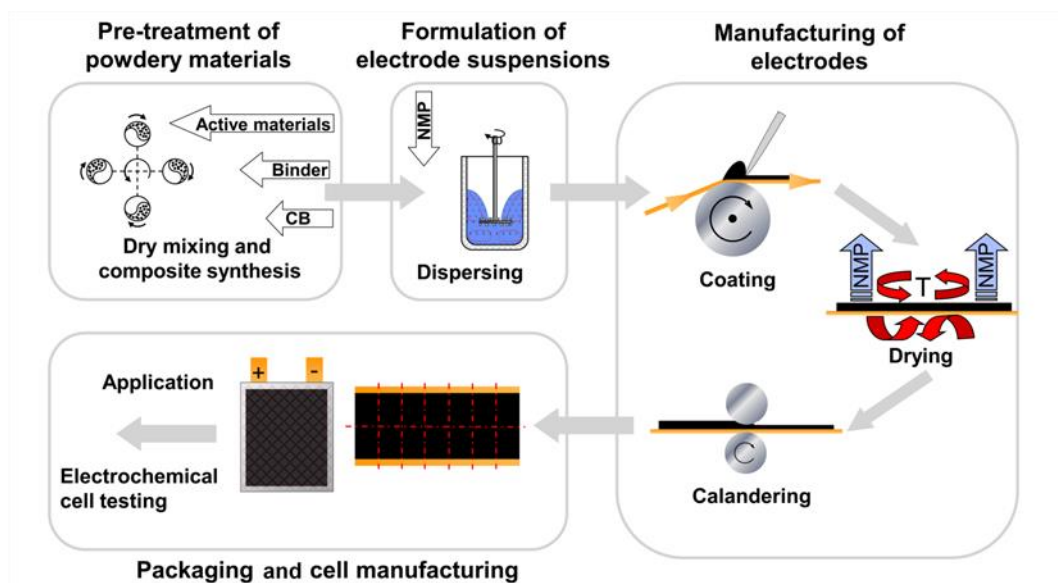 Pre-treatment of
powdery materials
Active materials
Binder
CB
Dry mixing and
composite synthesis
Formulation of
electrode suspensions
NMP
Dispersing
Manufacturing of
electrodes
Coating
NMP
T
NMP
Drying
Calandering
Application
+
-
Electrochemical
cell testing
Packaging and cell manufacturing